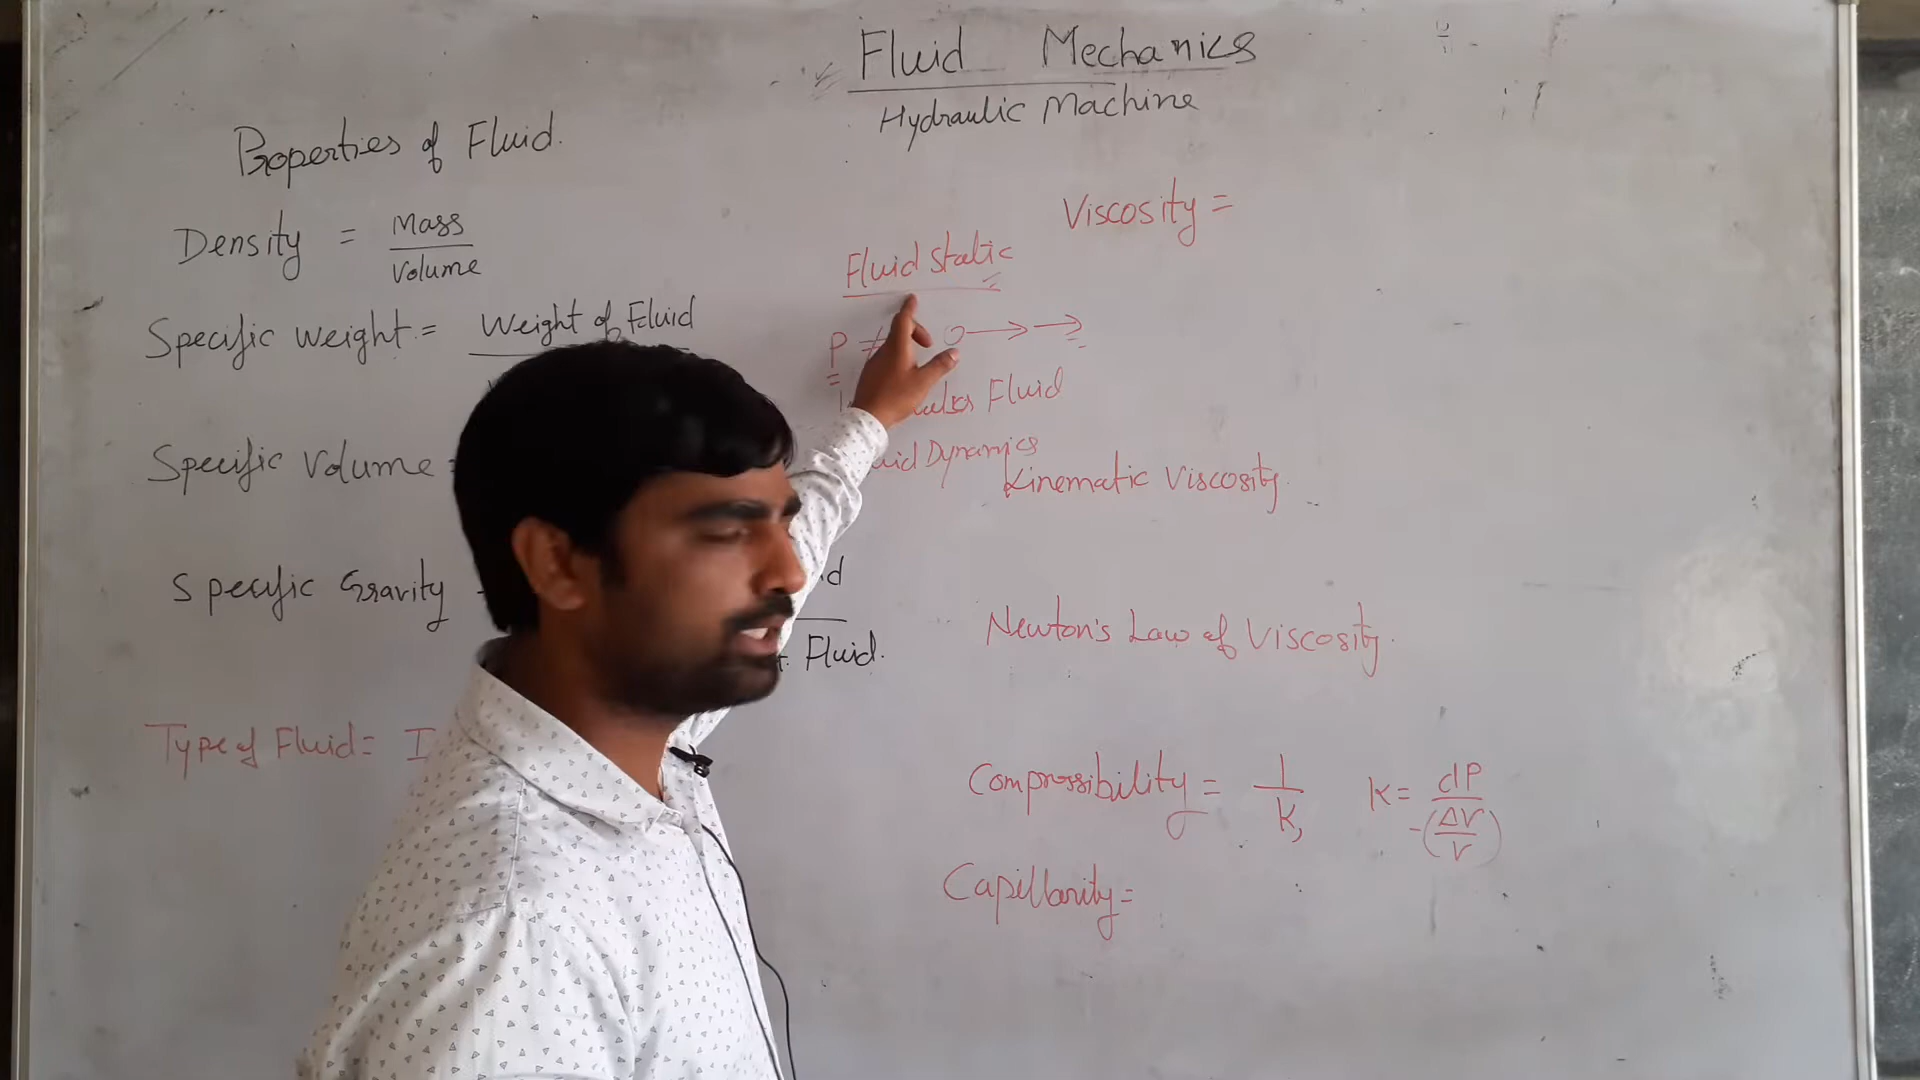 Fluid Mechanics
Hydraulic Machine
Properties of Fluid.
Density = Mass
Volume
Specific Weight = Weight of Fluid
Specific Volume
Specific Gravity
Fluid.
Type of Fluid = I
Viscosity =
Fluid Static
P ≠
Fluid
Dynamics
Kinematic Viscosity
Newton's Law of Viscosity.
Compressibility = 1/K, K = dP
-(ΔV/V)
Capillarity =